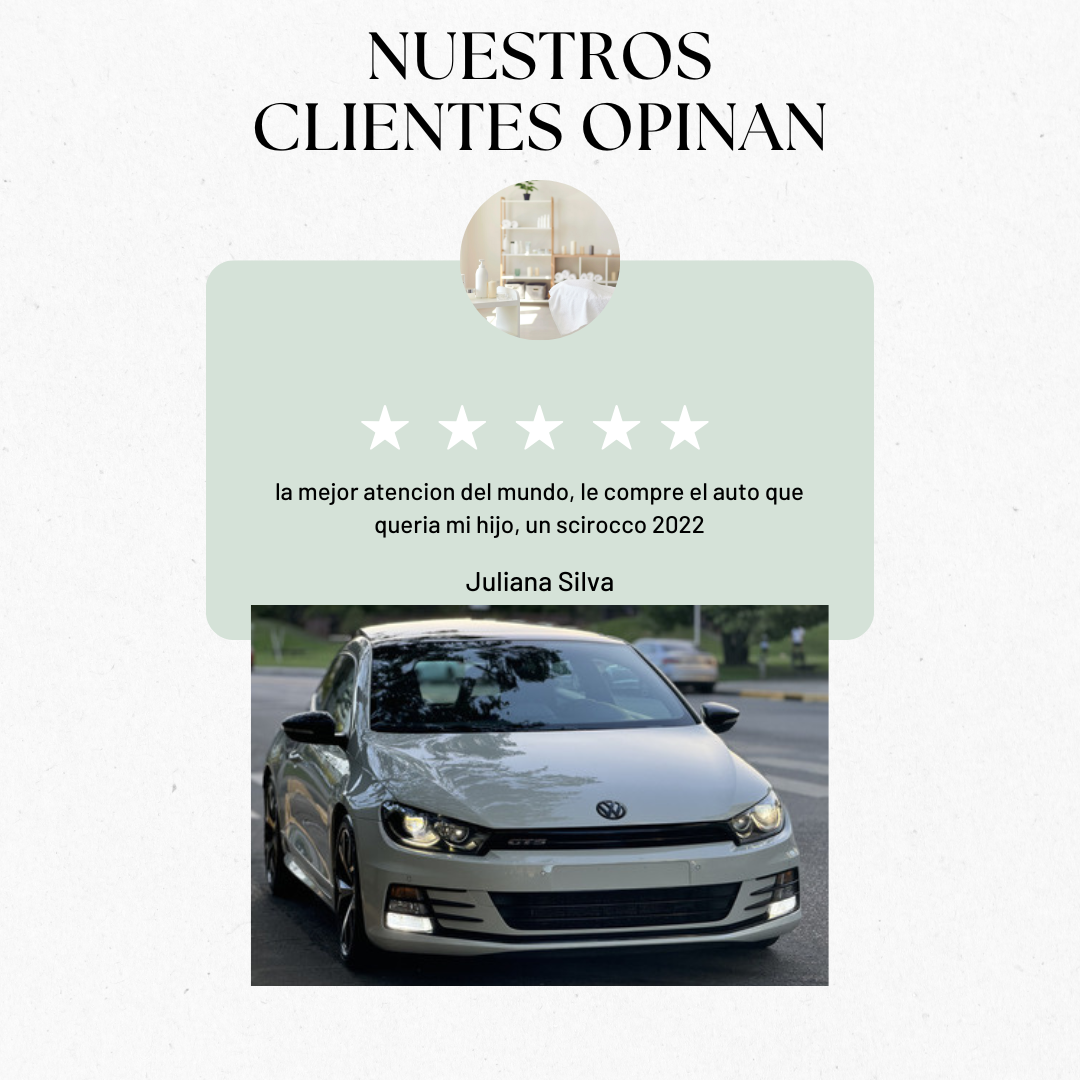 NUESTROS
CLIENTES OPINAN
la mejor atencion del mundo, le compre el auto que
queria mi hijo, un scirocco 2022
Juliana Silva
GTS